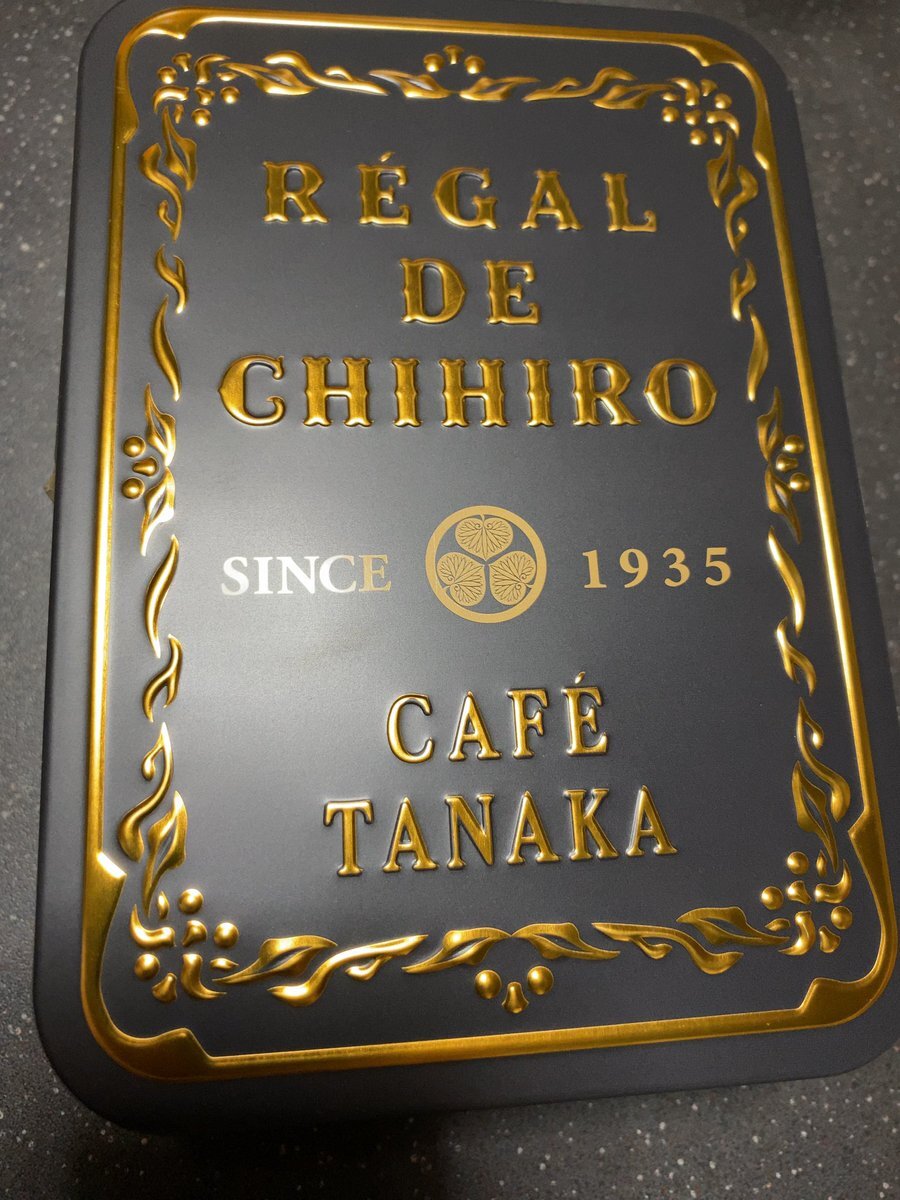 RÉGAL
DE
CHIHIRO
SINCE 1935
CAFÉ
TANAKA